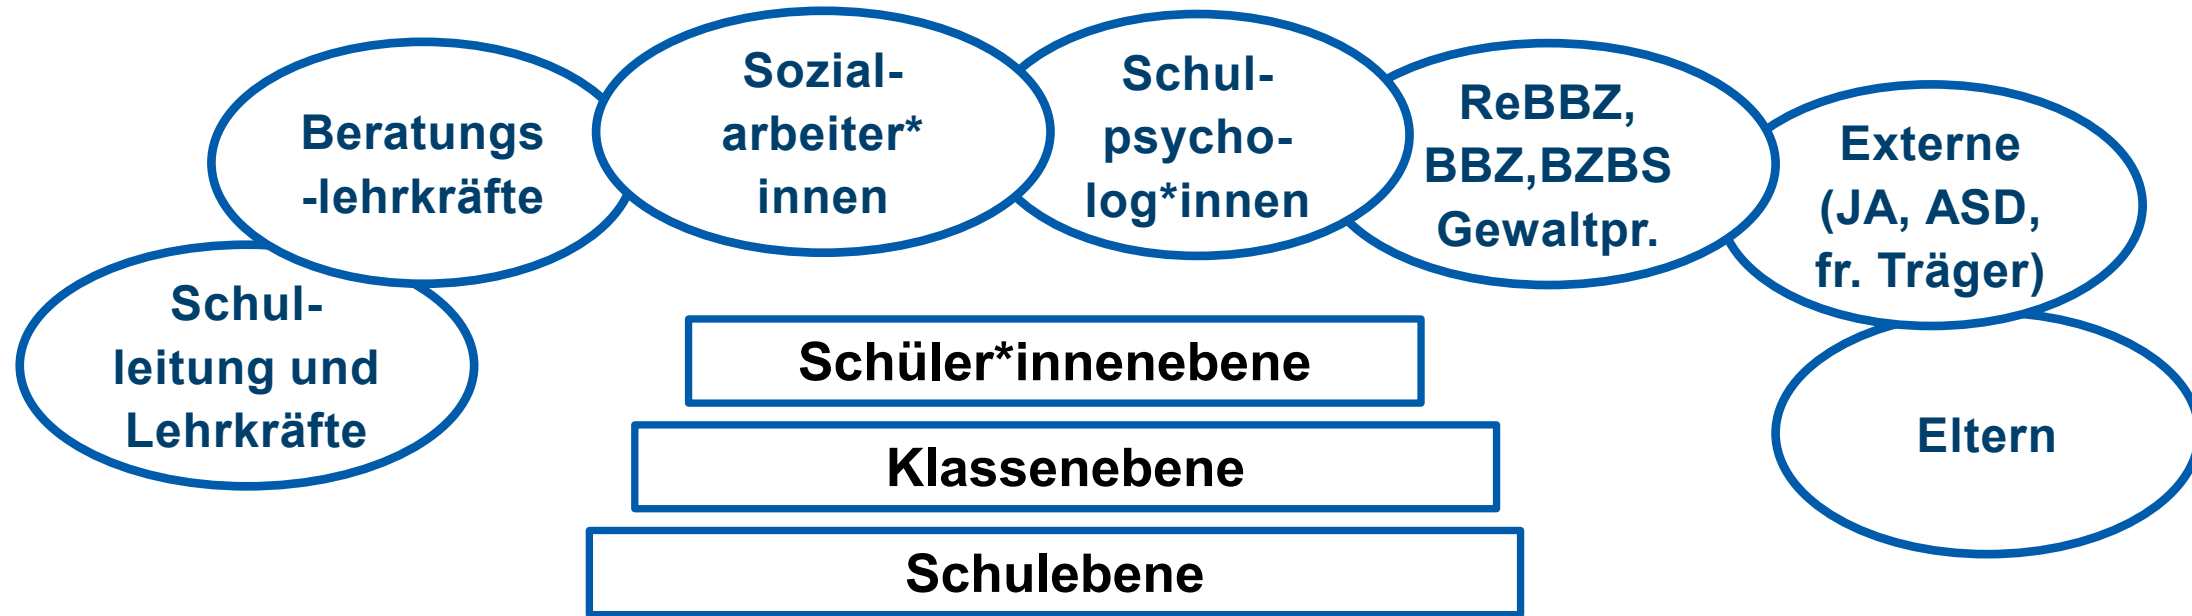 Schul-
leitung und
Lehrkräfte
Beratungs
-lehrkräfte
Sozial-
arbeiter*
innen
Schul-
psycho-
log*innen
ReBBZ,
BBZ,BZBS
Gewaltpr.
Externe
(JA, ASD,
fr. Träger)
Eltern
Schüler*innenebene
Klassenebene
Schulebene